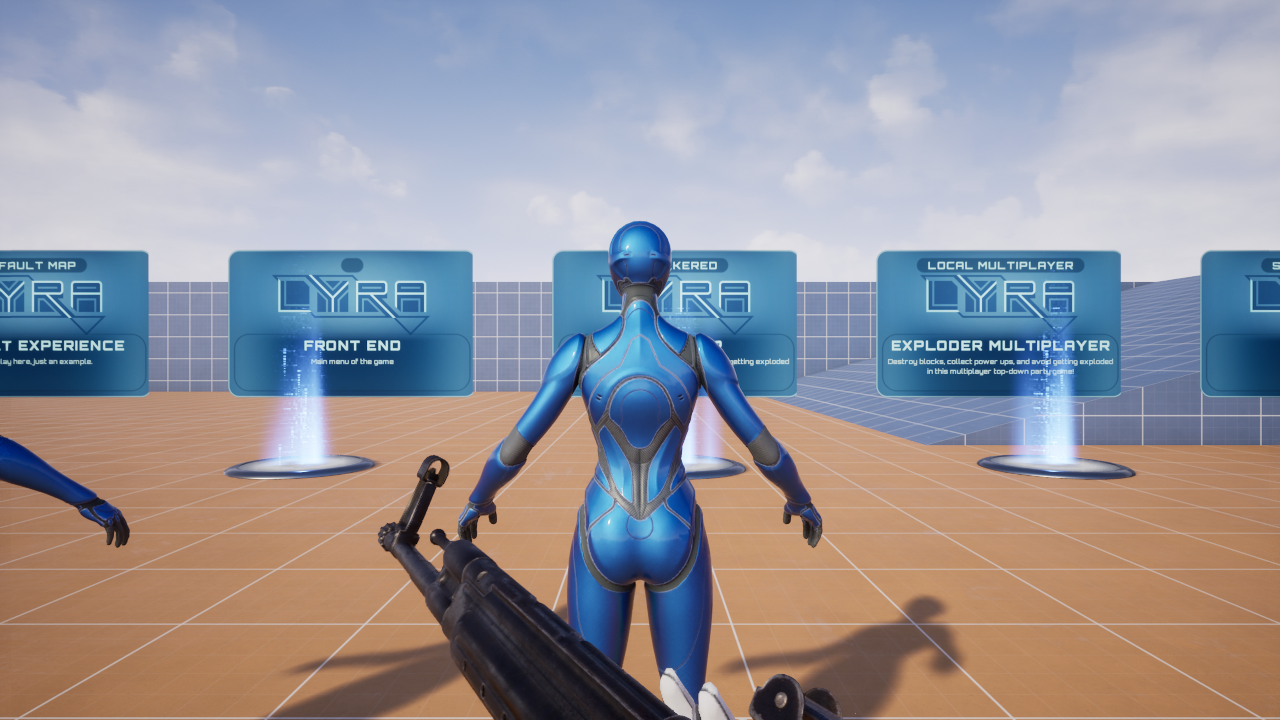 FAULT MAP
YRA
T EXPERIENCE
lay here, just an example.
LYRA
FRONT END
Main menu of the game
KERED
LYRA
getting exploded
LOCAL MULTIPLAYER
LYRA
EXPLODER MULTIPLAYER
Destroy blocks, collect power ups, and avoid getting exploded
in this multiplayer top-down party game!